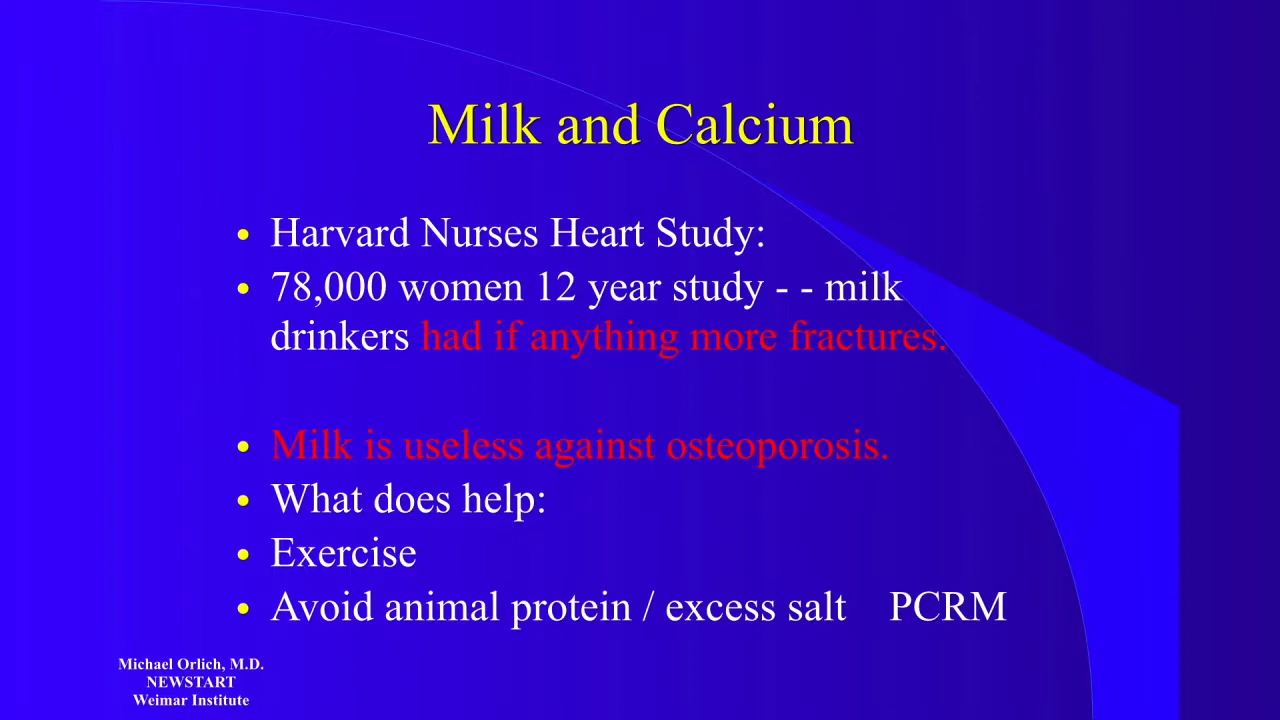 Milk and Calcium
• Harvard Nurses Heart Study:
• 78,000 women 12 year study - - milk
drinkers had if anything more fractures.
• Milk is useless against osteoporosis.
• What does help:
• Exercise
• Avoid animal protein / excess salt PCRM
Michael Orlich, M.D.
NEWSTART
Weimar Institute